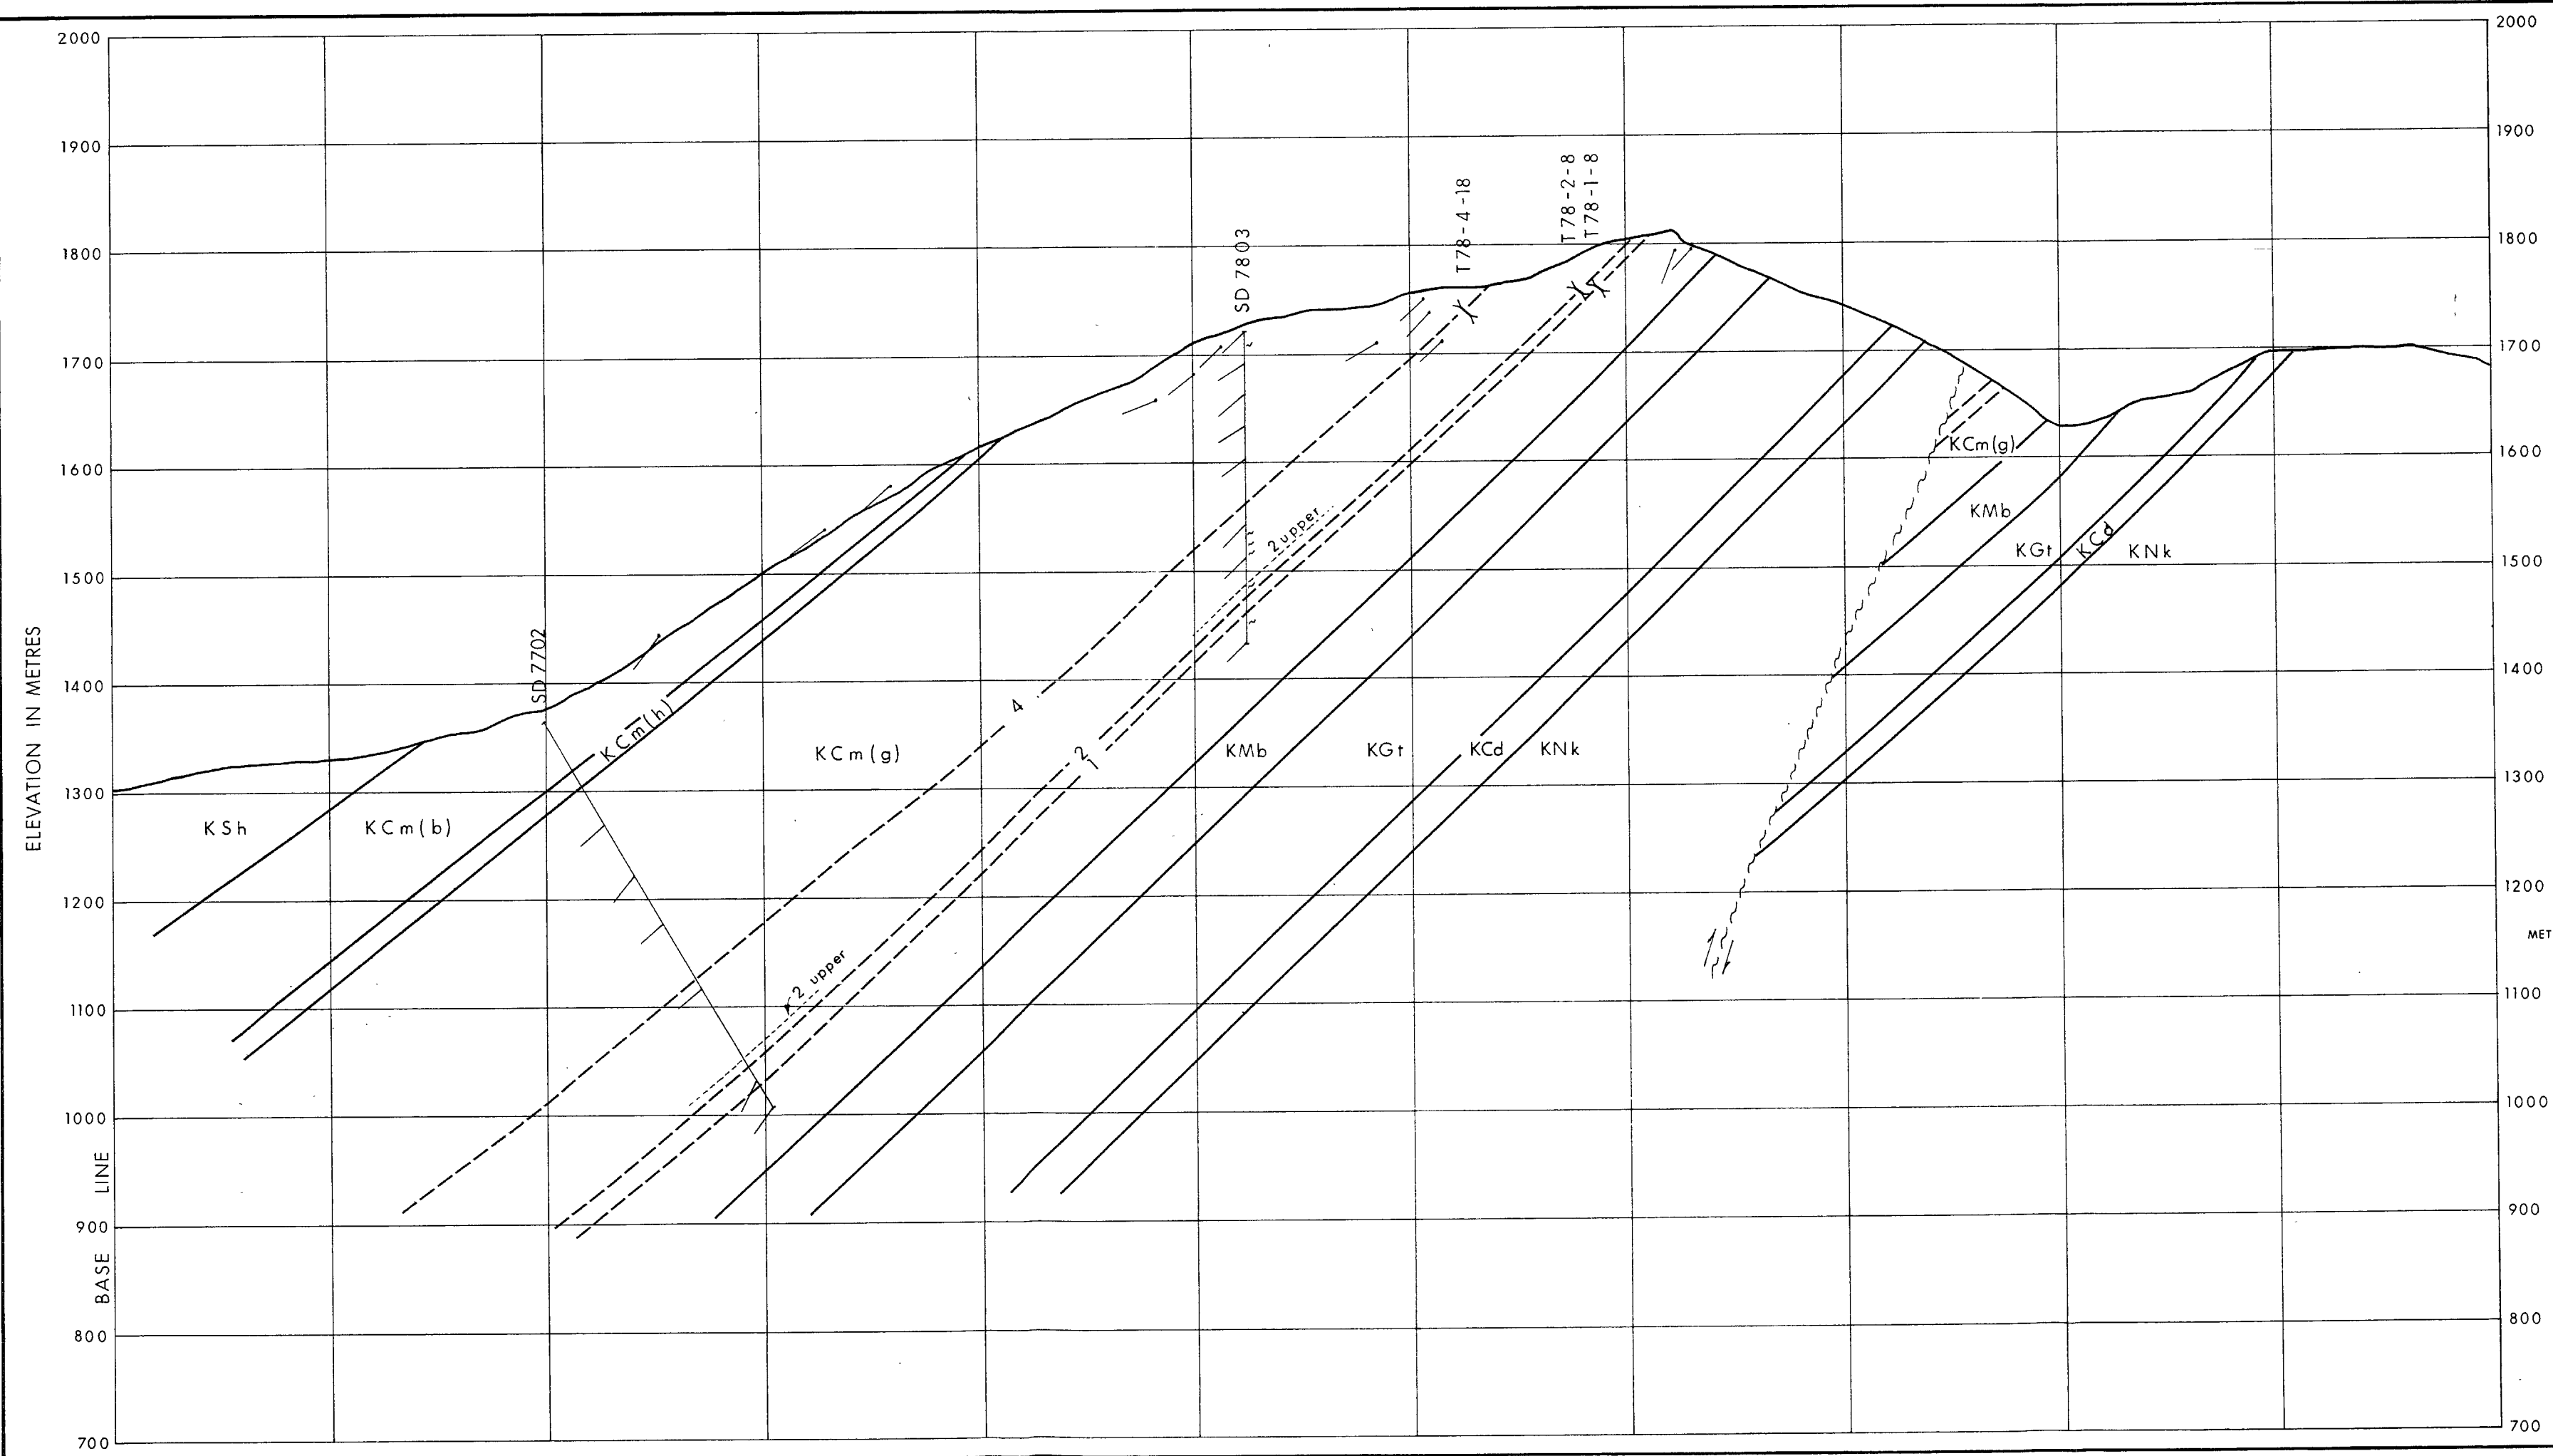 2000
1900
1800
1700
1600
1500
1400
1300
1200
1100
1000
900
800
700
ELEVATION IN METRES
BASE LINE
2000
1900
1800
1700
1600
1500
1400
1300
1200
1100
1000
900
800
700
MET
SD 7702
SD 7803
T78-4-18
T78-2-8
T78-1-8
KSh
KCm(b)
KCm(h)
KCm(g)
4
2
1
2 upper
2 upper
KMb
KGt
KCd
KNk
KCm(g)
KMb
KGt
KCd
KNk